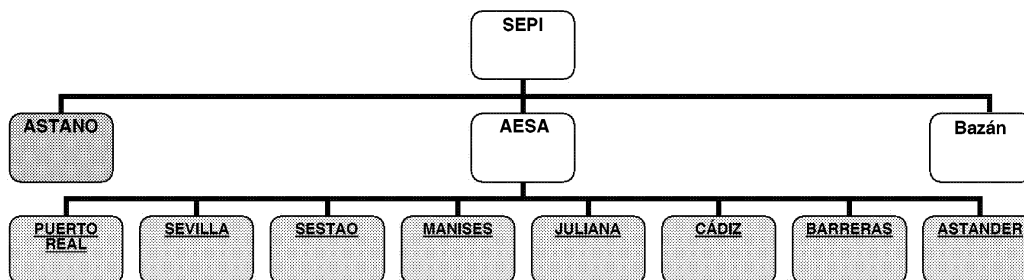 SEPI
ASTANO
AESA
Bazán
PUERTO
REAL
SEVILLA
SESTAO
MANISES
JULIANA
CÁDIZ
BARRERAS
ASTANDER